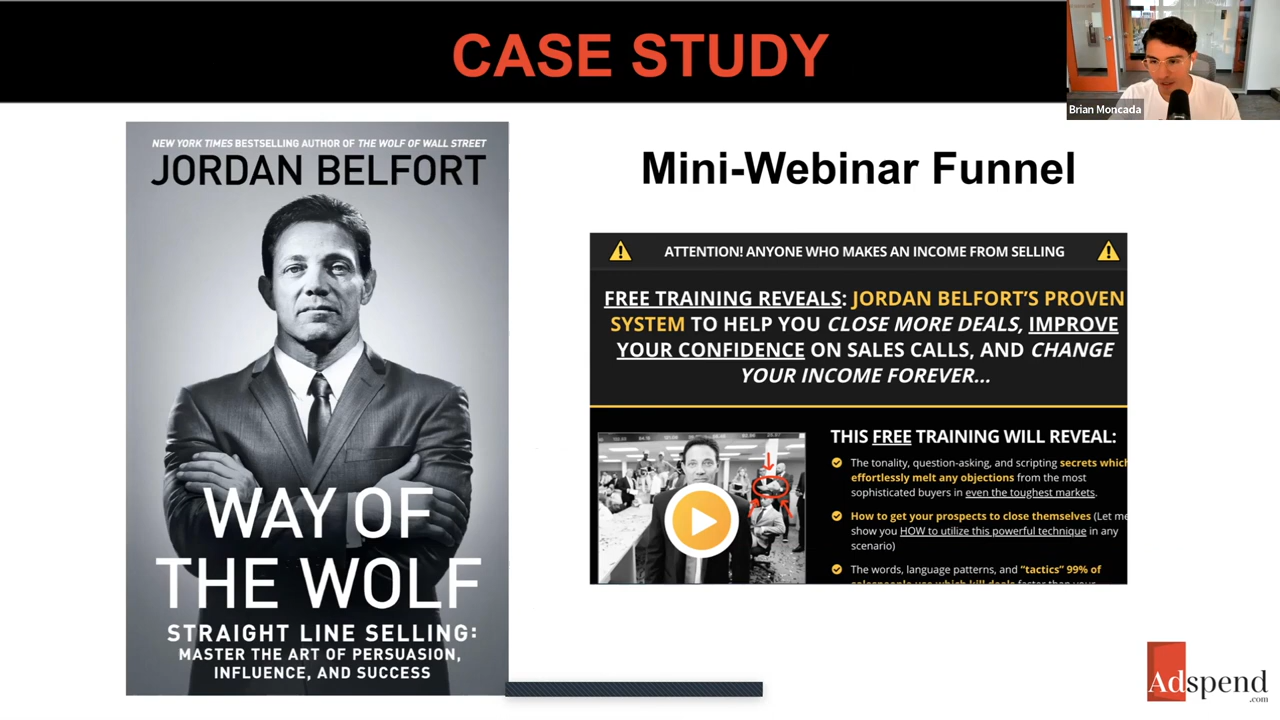 CASE STUDY
Brian Moncada
NEW YORK TIMES BESTSELLING AUTHOR OF THE WOLF OF WALL STREET
JORDAN BELFORT
WAY OF
THE WOLF
STRAIGHT LINE SELLING:
MASTER THE ART OF PERSUASION,
INFLUENCE, AND SUCCESS
Mini-Webinar Funnel
ATTENTION! ANYONE WHO MAKES AN INCOME FROM SELLING
FREE TRAINING REVEALS: JORDAN BELFORT'S PROVEN
SYSTEM TO HELP YOU CLOSE MORE DEALS, IMPROVE
YOUR CONFIDENCE ON SALES CALLS, AND CHANGE
YOUR INCOME FOREVER...
THIS FREE TRAINING WILL REVEAL:
The tonality, question-asking, and scripting secrets which
effortlessly melt any objections from the most
sophisticated buyers in even the toughest markets.
How to get your prospects to close themselves (Let me
show you HOW to utilize this powerful technique in any
scenario)
The words, language patterns, and "tactics" 99% of
Adspend
.com